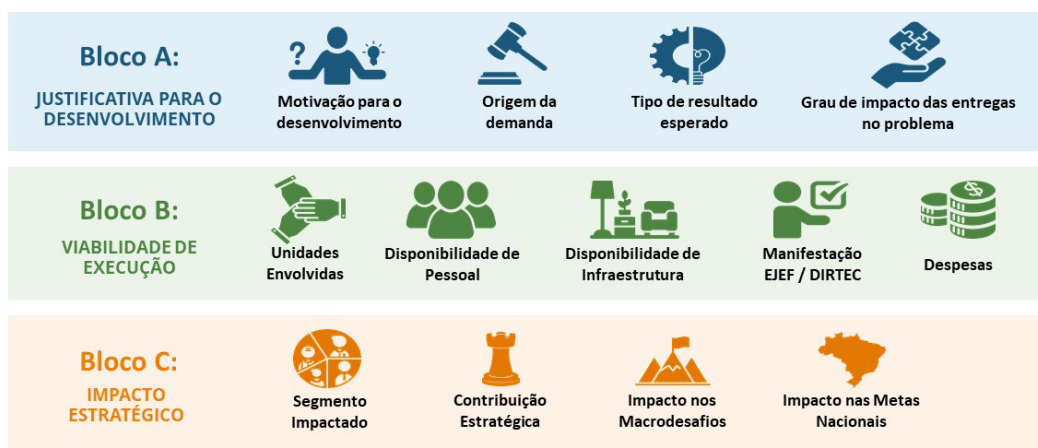 Bloco A:
JUSTIFICATIVA PARA O
DESENVOLVIMENTO
?
Motivação para o
desenvolvimento
Origem da
demanda
Tipo de resultado
esperado
Grau de impacto das entregas
no problema
Bloco B:
VIABILIDADE DE
EXECUÇÃO
Unidades
Envolvidas
Disponibilidade de
Pessoal
Disponibilidade de
Infraestrutura
Manifestação
EJEF / DIRTEC
$
Despesas
Bloco C:
IMPACTO
ESTRATÉGICO
Segmento
Impactado
Contribuição
Estratégica
Impacto nos
Macrodesafios
Impacto nas Metas
Nacionais